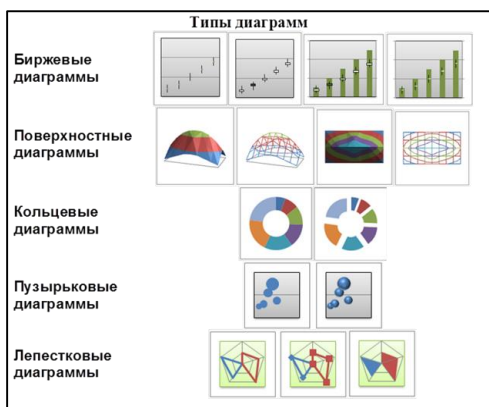 Типы диаграмм
Биржевые
диаграммы
Поверхностные
диаграммы
Кольцевые
диаграммы
Пузырьковые
диаграммы
Лепестковые
диаграммы